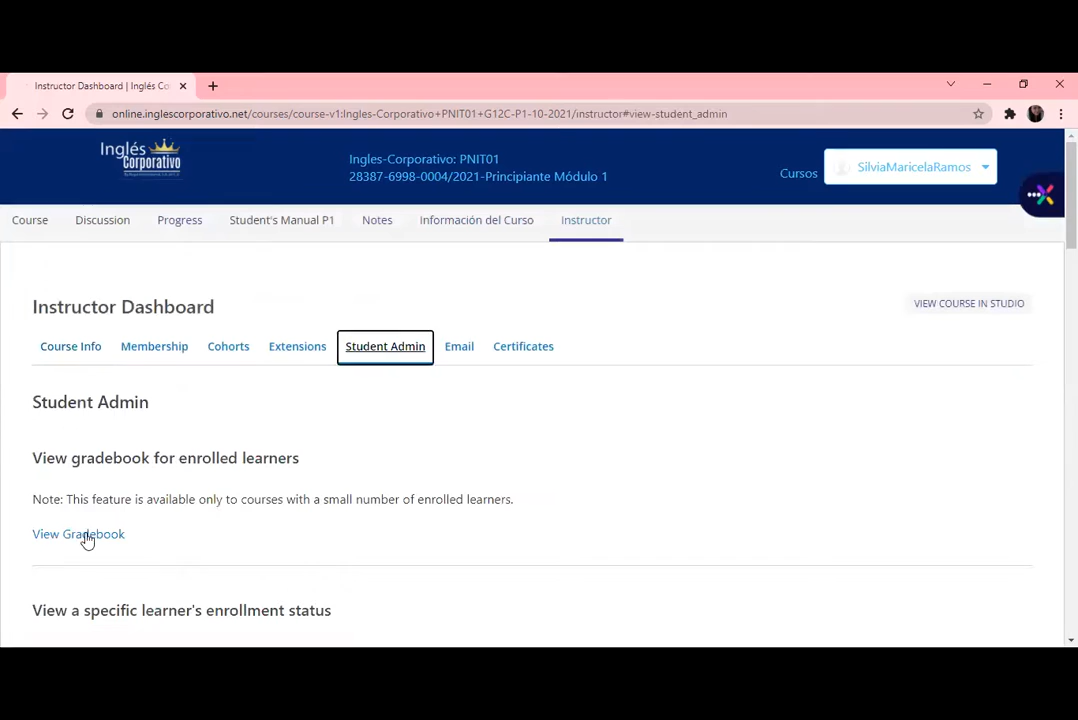 Instructor Dashboard | Inglés Co
online.inglescorporativo.net/courses/course-v1:Ingles-Corporativo+PNIT01+G12C-P1-10-2021/instructor#view-student_admin
Inglés
Corporativo
Ingles-Corporativo: PNIT01
28387-6998-0004/2021-Principiante Módulo 1
Cursos
SilviaMaricelaRamos
Course
Discussion
Progress
Student's Manual P1
Notes
Información del Curso
Instructor
Instructor Dashboard
VIEW COURSE IN STUDIO
Course Info
Membership
Cohorts
Extensions
Student Admin
Email
Certificates
Student Admin
View gradebook for enrolled learners
Note: This feature is available only to courses with a small number of enrolled learners.
View Gradebook
View a specific learner's enrollment status